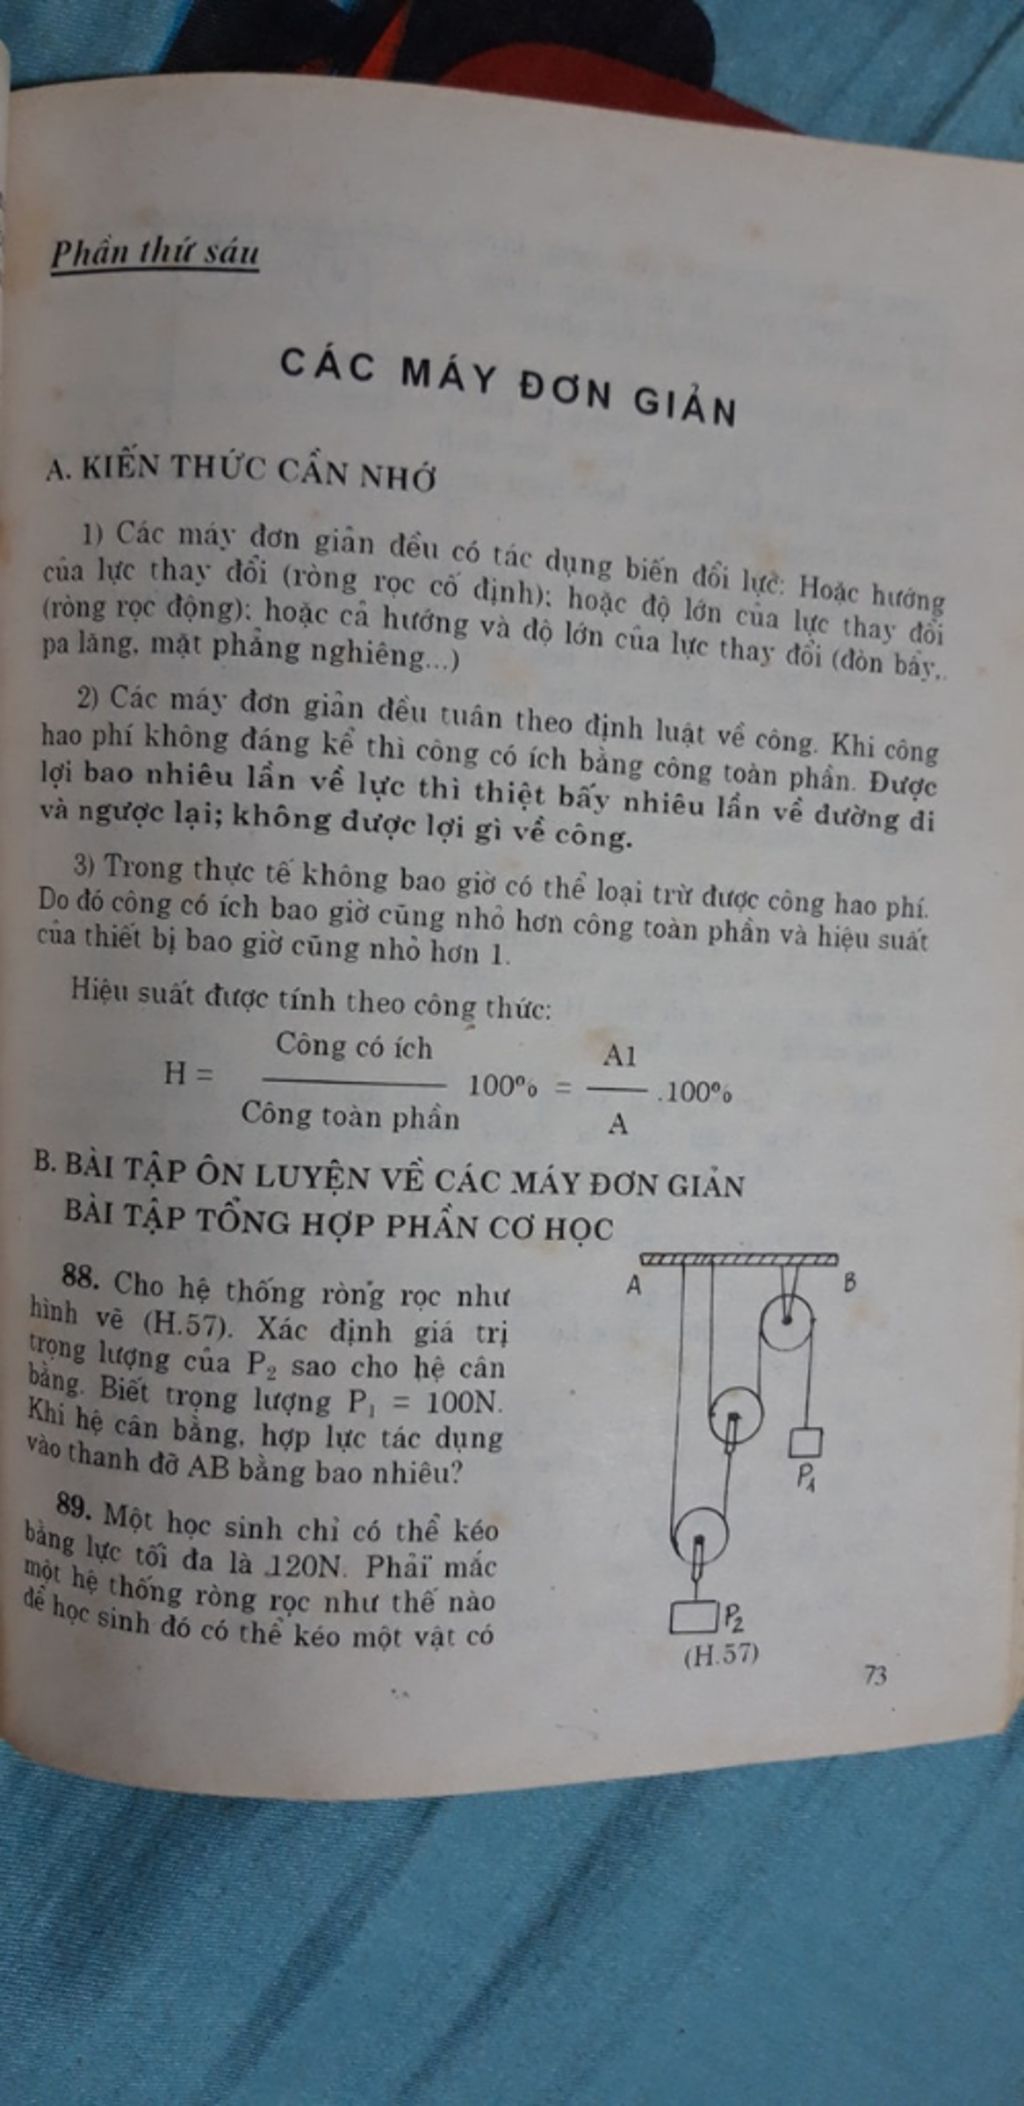 Phần thứ sáu
CÁC MÁY ĐƠN GIẢN
A. KIẾN THỨC CẦN NHỚ
1) Các máy đơn giản đều có tác dụng biến đổi lực: Hoặc hướng
của lực thay đổi (ròng rọc cố định); hoặc độ lớn của lực thay đổi
(ròng rọc động); hoặc cả hướng và độ lớn của lực thay đổi (đòn bẩy,
pa lăng, mặt phẳng nghiêng...)
2) Các máy đơn giản đều tuân theo định luật về công. Khi công
hao phí không đáng kể thì công có ích bằng công toàn phần. Được
lợi bao nhiêu lần về lực thì thiệt bấy nhiêu lần về đường đi
và ngược lại; không được lợi gì về công.
3) Trong thực tế không bao giờ có thể loại trừ được công hao phí.
Do đó công có ích bao giờ cũng nhỏ hơn công toàn phần và hiệu suất
của thiết bị bao giờ cũng nhỏ hơn 1.
Hiệu suất được tính theo công thức:
Công có ích A1
H = 100% = .100%
Công toàn phần A
B. BÀI TẬP ÔN LUYỆN VỀ CÁC MÁY ĐƠN GIẢN
BÀI TẬP TỔNG HỢP PHẦN CƠ HỌC
88. Cho hệ thống ròng rọc như
hình vẽ (H.57). Xác định giá trị
trọng lượng của P₂ sao cho hệ cân
bằng. Biết trọng lượng P₁ = 100N.
Khi hệ cân bằng, hợp lực tác dụng
vào thanh đỡ AB bằng bao nhiêu?
89. Một học sinh chỉ có thể kéo
bằng lực tối đa là 120N. Phải mắc
một hệ thống ròng rọc như thế nào
để học sinh đó có thể kéo một vật có
A
B
P₁
P₂
(H.57)
73